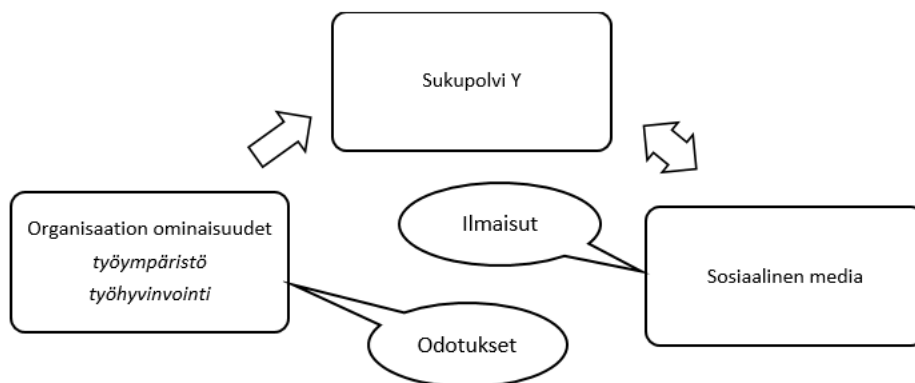 Sukupolvi Y
Organisaation ominaisuudet
työympäristö
työhyvinvointi
Ilmaisut
Sosiaalinen media
Odotukset